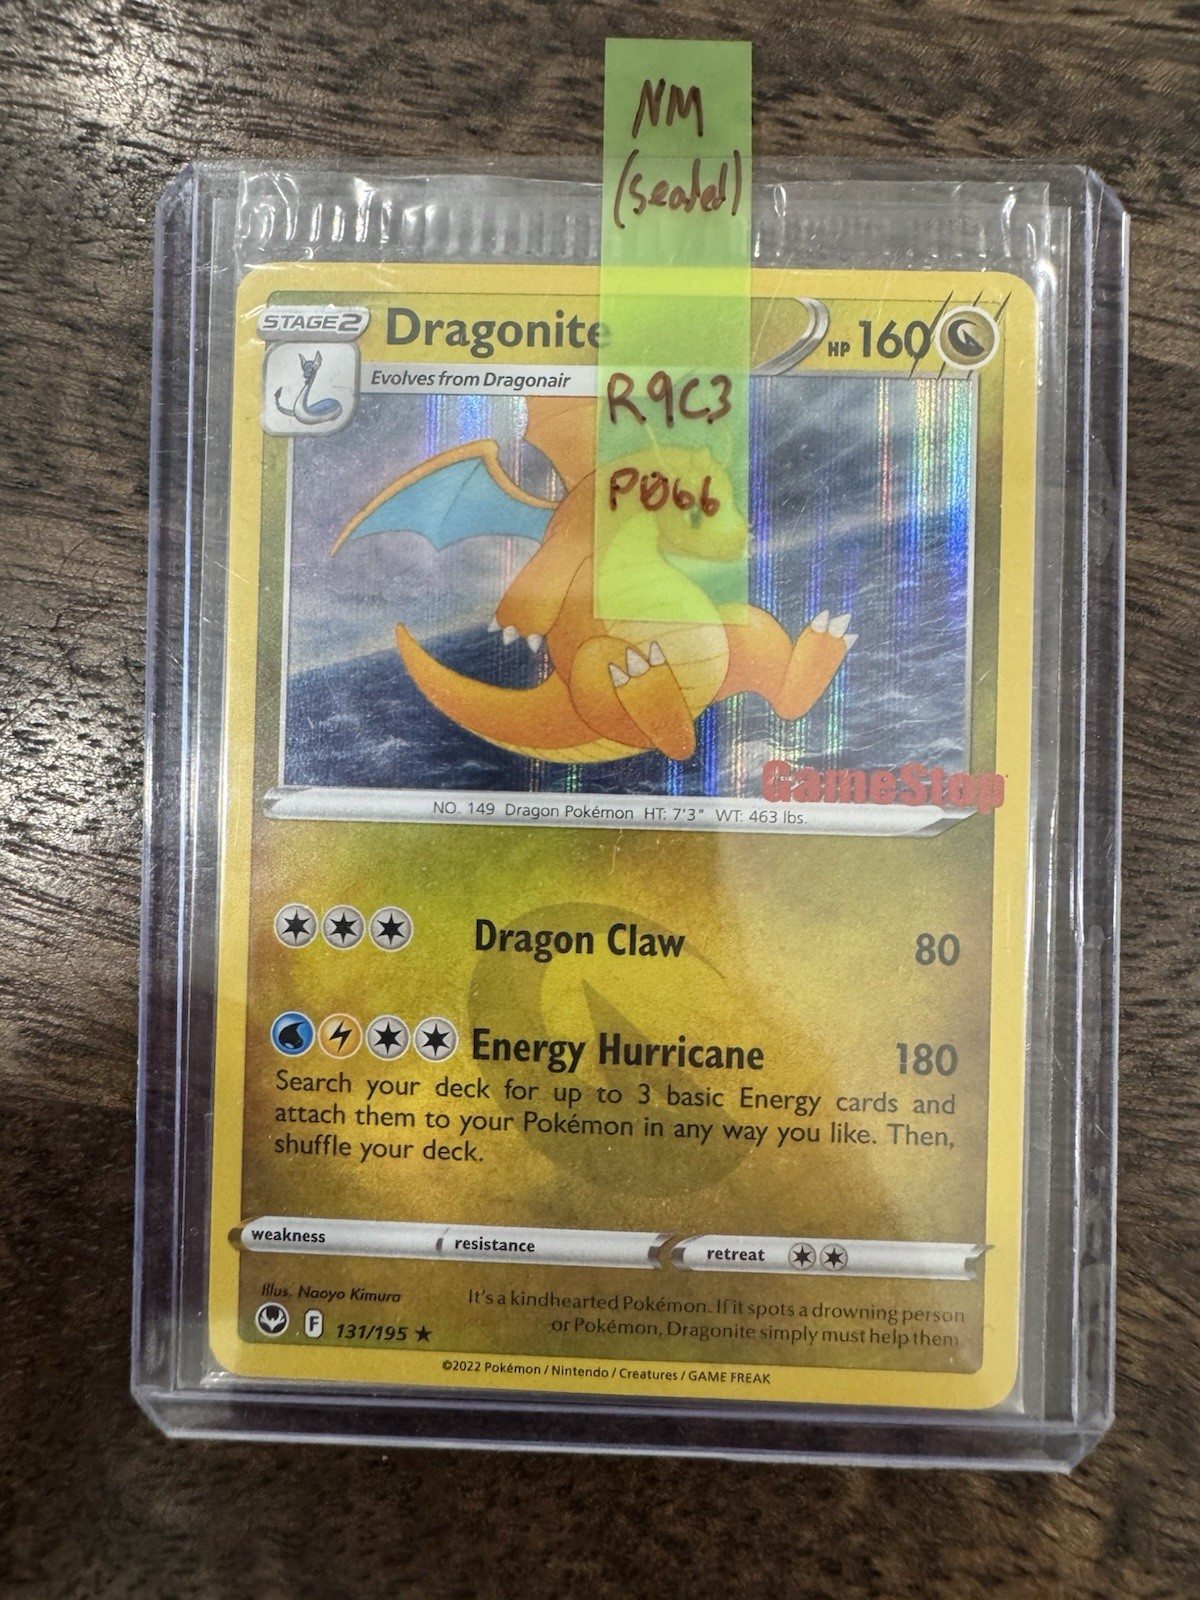 NM
(sealed)
STAGE2
Dragonite
HP 160
Evolves from Dragonair
R9C3
P066
GameStop
NO. 149 Dragon Pokémon HT: 7'3" WT: 463 lbs.
Dragon Claw 80
Energy Hurricane 180
Search your deck for up to 3 basic Energy cards and
attach them to your Pokémon in any way you like. Then,
shuffle your deck.
weakness resistance retreat
Illus. Naoyo Kimura
It's a kindhearted Pokémon. If it spots a drowning person
or Pokémon, Dragonite simply must help them
F 131/195 ★
©2022 Pokémon / Nintendo / Creatures / GAME FREAK